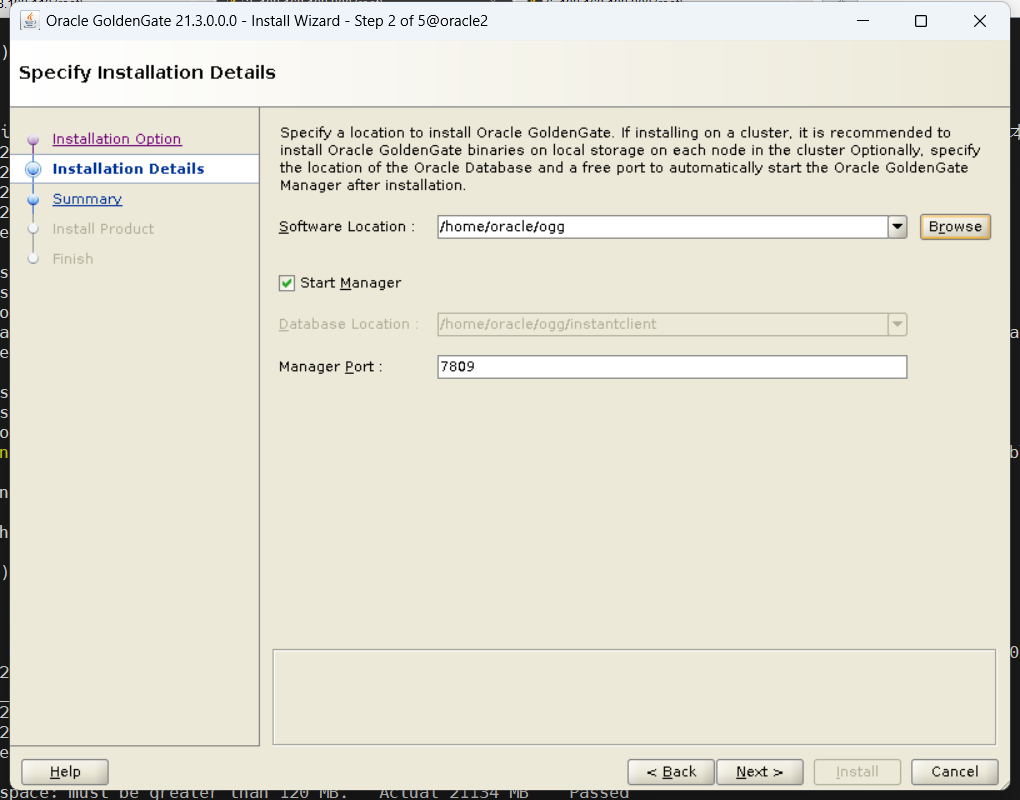 Oracle GoldenGate 21.3.0.0.0 - Install Wizard - Step 2 of 5@oracle2
Specify Installation Details
Installation Option
Installation Details
Summary
Install Product
Finish
Specify a location to install Oracle GoldenGate. If installing on a cluster, it is recommended to
install Oracle GoldenGate binaries on local storage on each node in the cluster Optionally, specify
the location of the Oracle Database and a free port to automatically start the Oracle GoldenGate
Manager after installation.
Software Location :
/home/oracle/ogg
Browse
Start Manager
Database Location :
/home/oracle/ogg/instantclient
Manager Port :
7809
Help
< Back
Next >
Install
Cancel
space: must be greater than 120 MB. Actual 21134 MB Passed